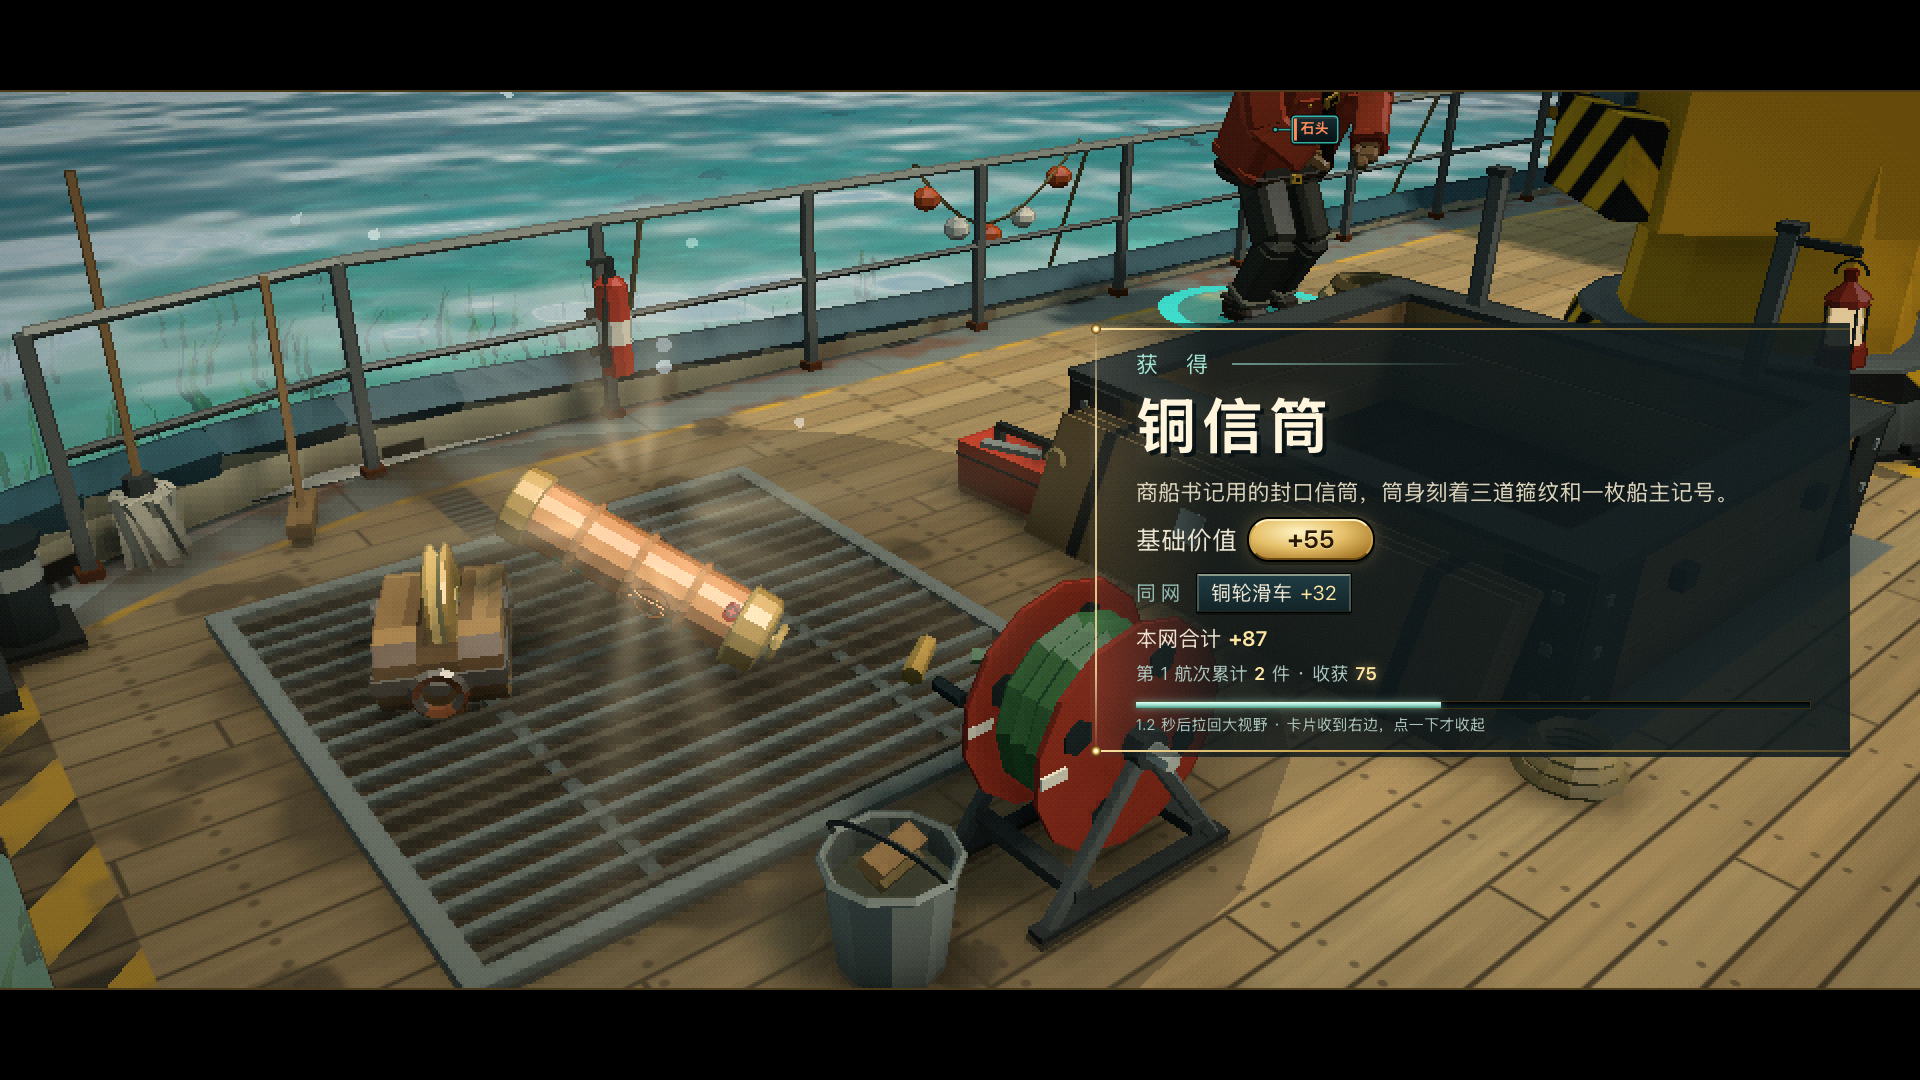 石头
获 得
铜信筒
商船书记用的封口信筒，筒身刻着三道箍纹和一枚船主记号。
基础价值 +55
同网 铜轮滑车 +32
本网合计 +87
第 1 航次累计 2 件 · 收获 75
1.2 秒后拉回大视野 · 卡片收到右边，点一下才收起